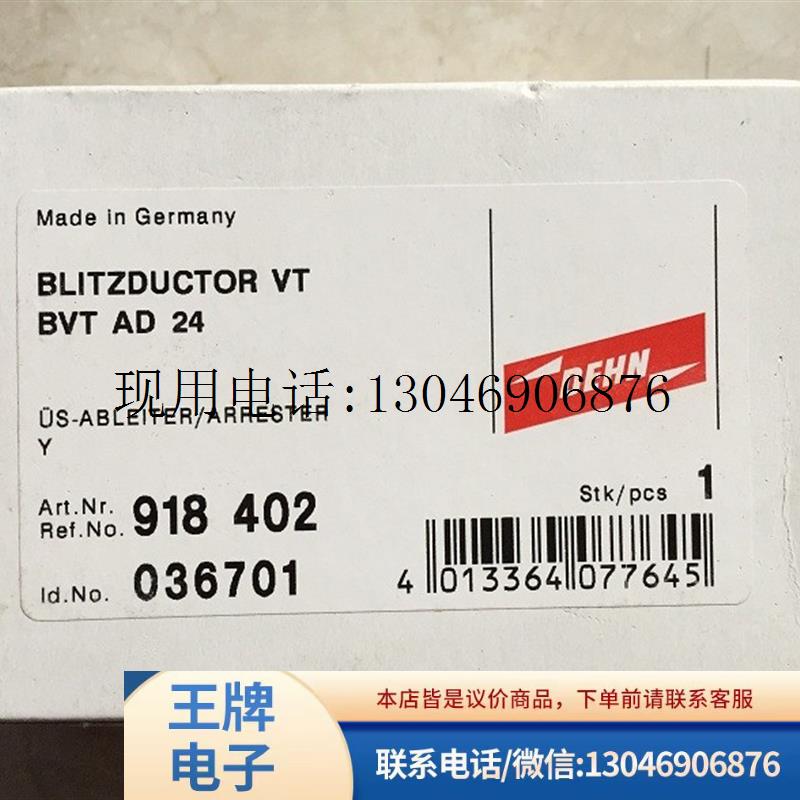 Made in Germany
BLITZDUCTOR VT
BVT AD 24
DEHN
现用电话:13046906876
ÜS-ABLEITER/ARRESTER
Y
Stk/pcs 1
Art.Nr.
Ref.No. 918 402
Id.No. 036701
4 013364 077645
王牌
电子
本店皆是议价商品，下单前请联系客服
联系电话/微信:13046906876